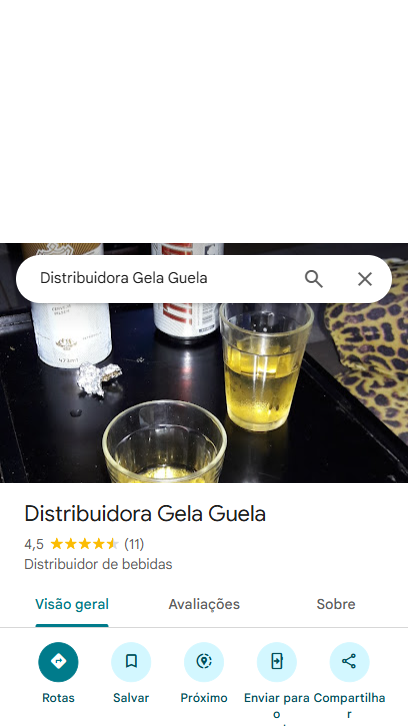 Distribuidora Gela Guela
Distribuidora Gela Guela
4,5 (11)
Distribuidor de bebidas
Visão geral
Avaliações
Sobre
Rotas
Salvar
Próximo
Enviar para o
Compartilhar